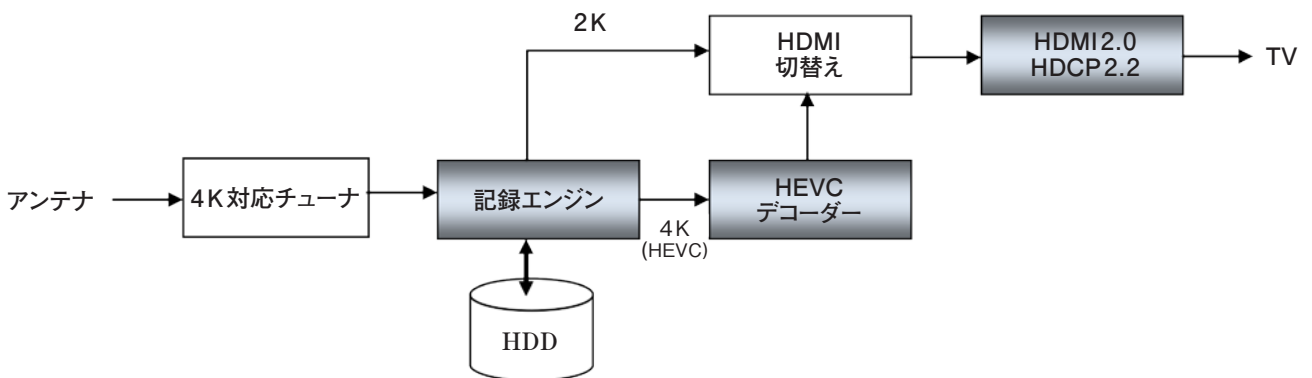 2K
HDMI
切替え
HDMI2.0
HDCP2.2
TV
アンテナ
4K対応チューナ
記録エンジン
4K
(HEVC)
HEVC
デコーダー
HDD